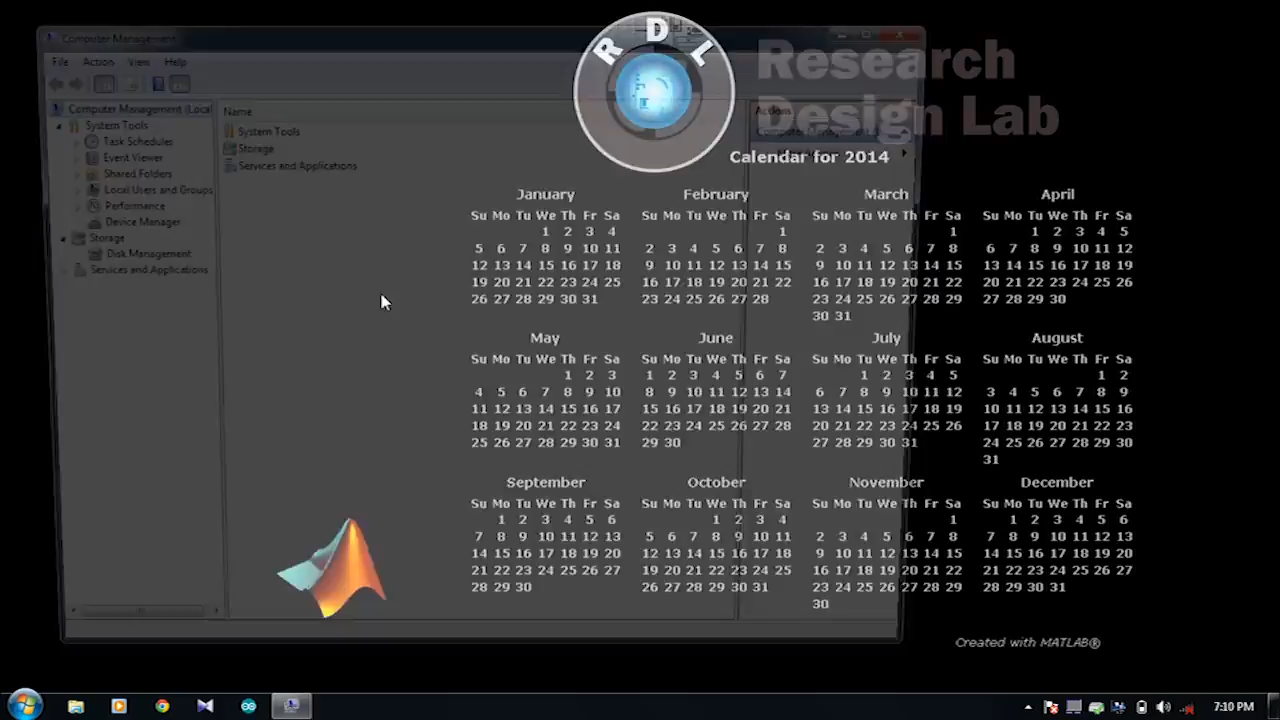 Computer Management
File Action View Help
Computer Management (Local
System Tools
Task Scheduler
Event Viewer
Shared Folders
Local Users and Groups
Performance
Device Manager
Storage
Disk Management
Services and Applications
Name
System Tools
Storage
Services and Applications
Actions
R D L
Research
Design Lab
Calendar for 2014
January
Su Mo Tu We Th Fr Sa
1 2 3 4
5 6 7 8 9 10 11
12 13 14 15 16 17 18
19 20 21 22 23 24 25
26 27 28 29 30 31
February
Su Mo Tu We Th Fr Sa
1
2 3 4 5 6 7 8
9 10 11 12 13 14 15
16 17 18 19 20 21 22
23 24 25 26 27 28
March
Su Mo Tu We Th Fr Sa
1
2 3 4 5 6 7 8
9 10 11 12 13 14 15
16 17 18 19 20 21 22
23 24 25 26 27 28 29
30 31
April
Su Mo Tu We Th Fr Sa
1 2 3 4 5
6 7 8 9 10 11 12
13 14 15 16 17 18 19
20 21 22 23 24 25 26
27 28 29 30
May
Su Mo Tu We Th Fr Sa
1 2 3
4 5 6 7 8 9 10
11 12 13 14 15 16 17
18 19 20 21 22 23 24
25 26 27 28 29 30 31
June
Su Mo Tu We Th Fr Sa
1 2 3 4 5 6 7
8 9 10 11 12 13 14
15 16 17 18 19 20 21
22 23 24 25 26 27 28
29 30
July
Su Mo Tu We Th Fr Sa
1 2 3 4 5
6 7 8 9 10 11 12
13 14 15 16 17 18 19
20 21 22 23 24 25 26
27 28 29 30 31
August
Su Mo Tu We Th Fr Sa
1 2
3 4 5 6 7 8 9
10 11 12 13 14 15 16
17 18 19 20 21 22 23
24 25 26 27 28 29 30
31
September
Su Mo Tu We Th Fr Sa
1 2 3 4 5 6
7 8 9 10 11 12 13
14 15 16 17 18 19 20
21 22 23 24 25 26 27
28 29 30
October
Su Mo Tu We Th Fr Sa
1 2 3 4
5 6 7 8 9 10 11
12 13 14 15 16 17 18
19 20 21 22 23 24 25
26 27 28 29 30 31
November
Su Mo Tu We Th Fr Sa
1
2 3 4 5 6 7 8
9 10 11 12 13 14 15
16 17 18 19 20 21 22
23 24 25 26 27 28 29
30
December
Su Mo Tu We Th Fr Sa
1 2 3 4 5 6
7 8 9 10 11 12 13
14 15 16 17 18 19 20
21 22 23 24 25 26 27
28 29 30 31
Created with MATLAB®
7:10 PM